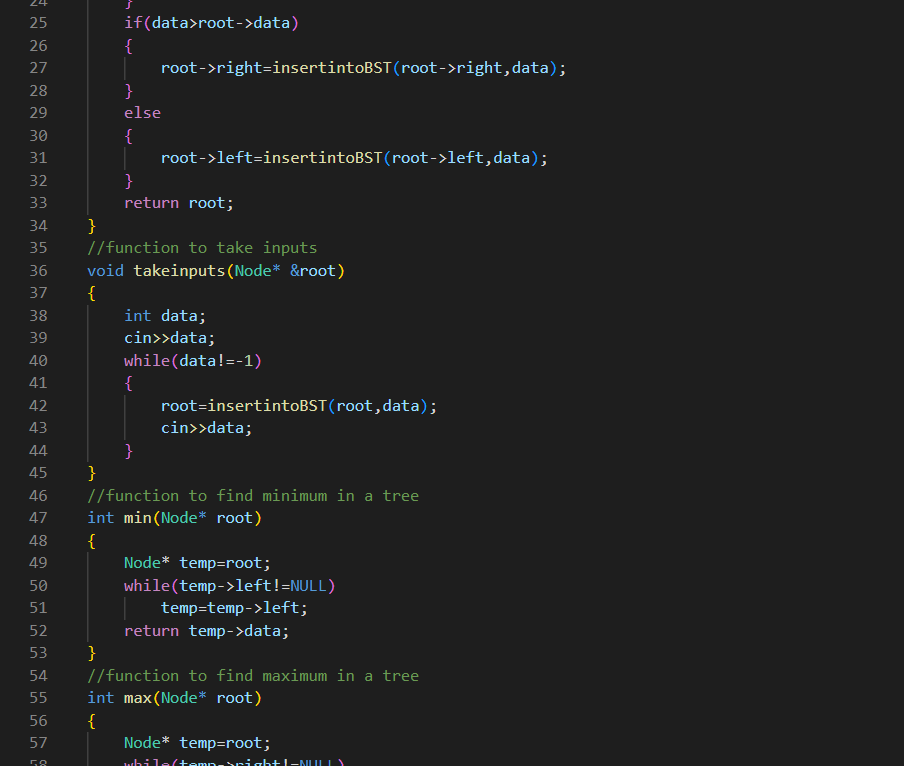 24 }
25 if(data>root->data)
26 {
27 root->right=insertintoBST(root->right,data);
28 }
29 else
30 {
31 root->left=insertintoBST(root->left,data);
32 }
33 return root;
34 }
35 //function to take inputs
36 void takeinputs(Node* &root)
37 {
38 int data;
39 cin>>data;
40 while(data!=-1)
41 {
42 root=insertintoBST(root,data);
43 cin>>data;
44 }
45 }
46 //function to find minimum in a tree
47 int min(Node* root)
48 {
49 Node* temp=root;
50 while(temp->left!=NULL)
51 temp=temp->left;
52 return temp->data;
53 }
54 //function to find maximum in a tree
55 int max(Node* root)
56 {
57 Node* temp=root;
58 while(temp->right!=NULL)